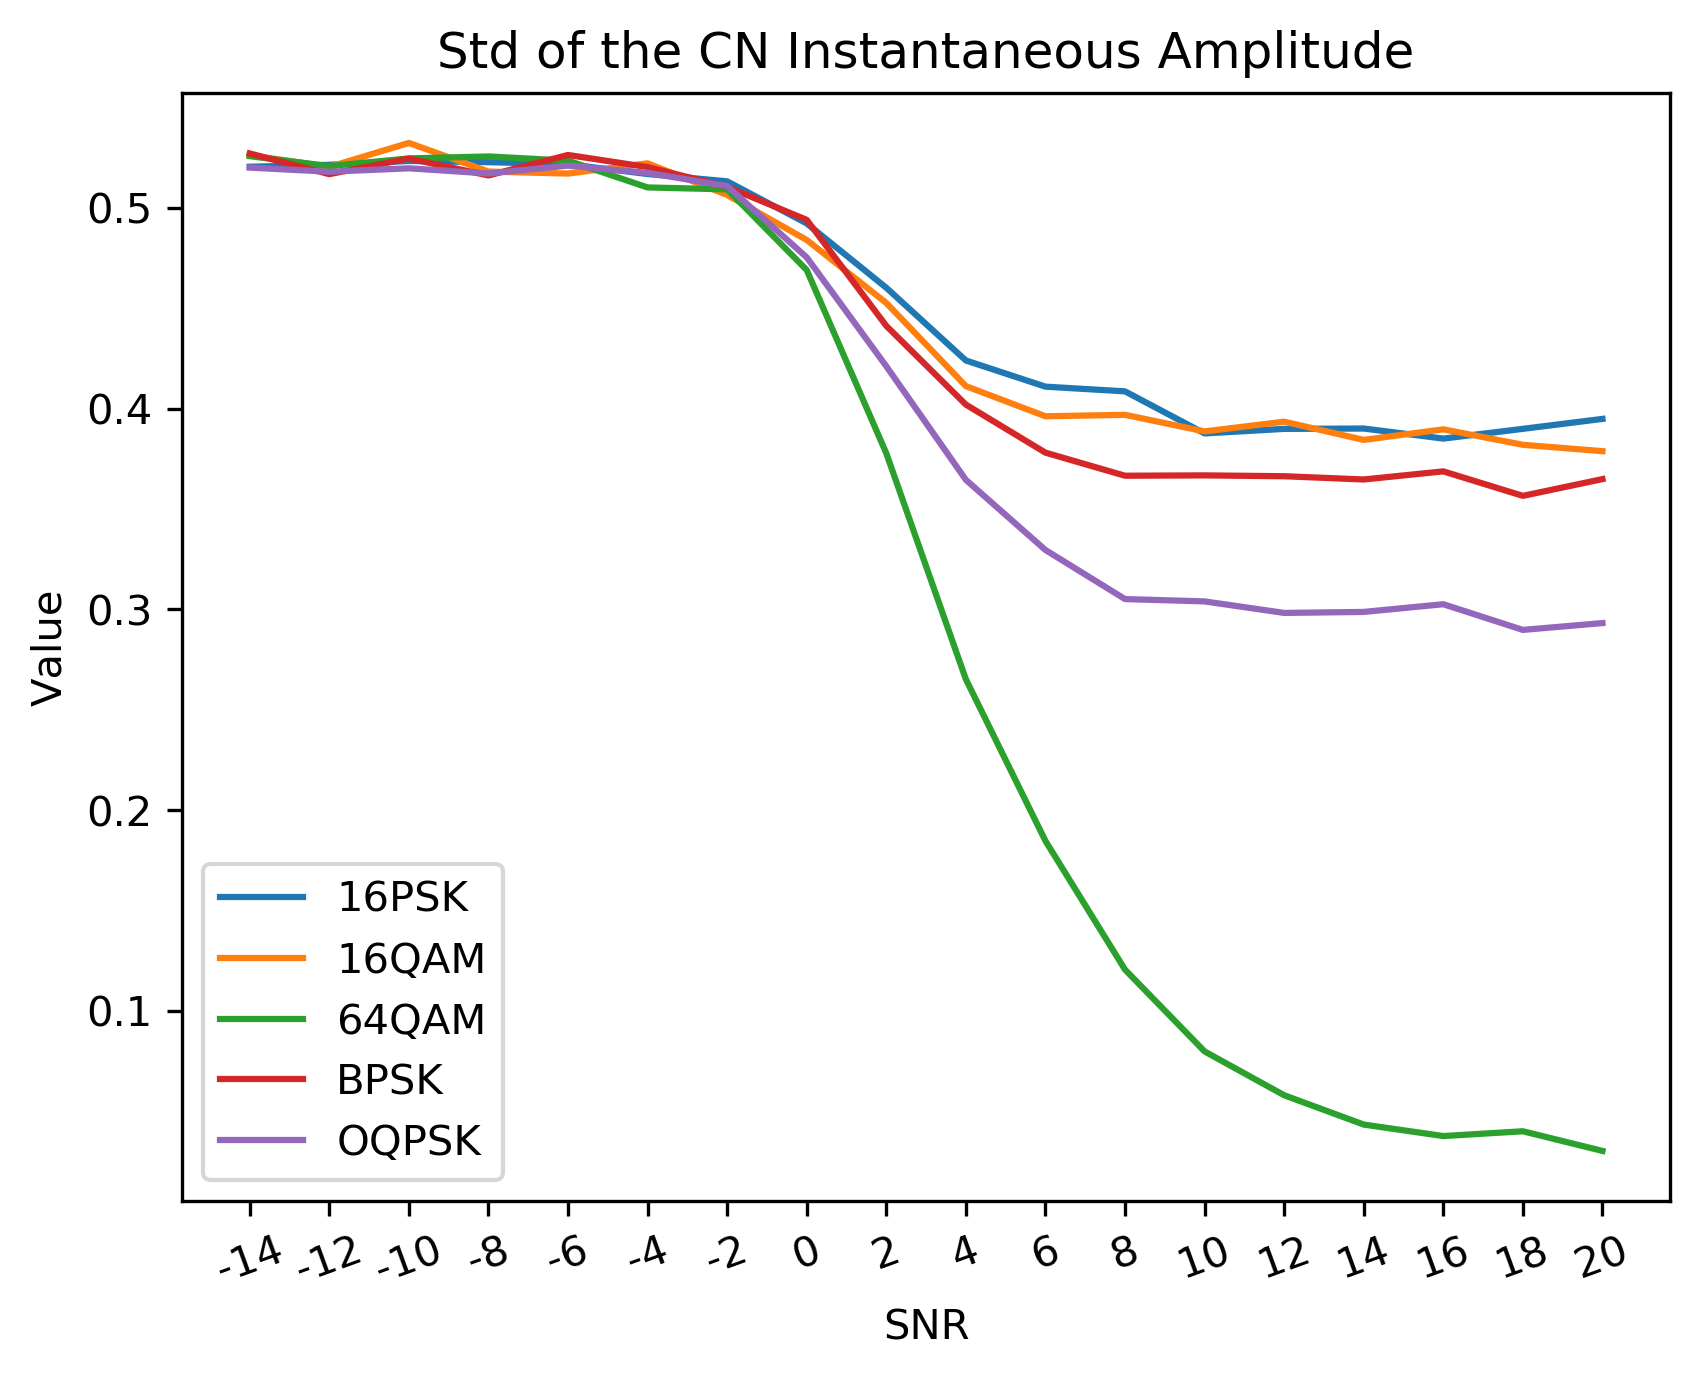 Std of the CN Instantaneous Amplitude
Value
0.5
0.4
0.3
0.2
0.1
16PSK
16QAM
64QAM
BPSK
OQPSK
-14 -12 -10 -8 -6 -4 -2 0 2 4 6 8 10 12 14 16 18 20
SNR